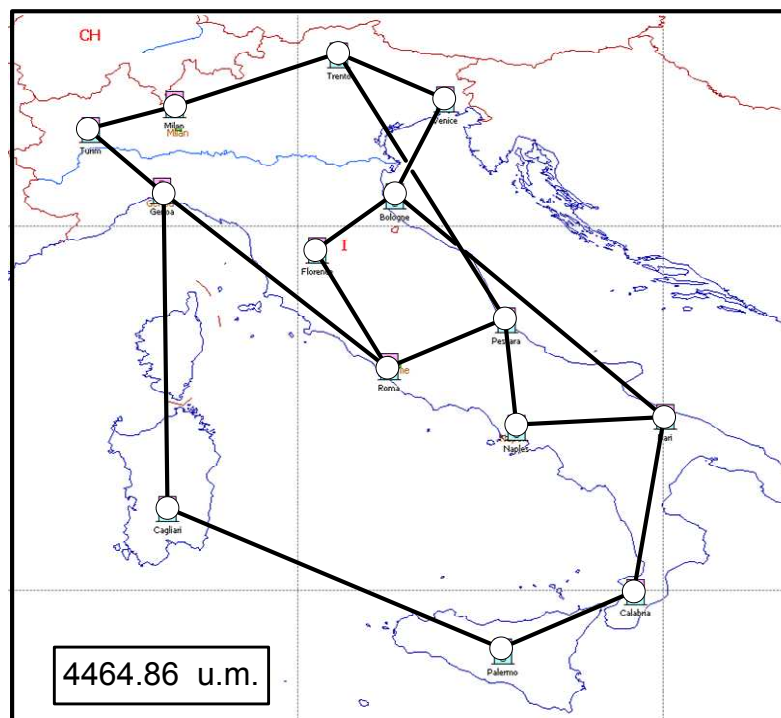 CH
Trento
Venice
Milan
Milan
Turin
Genoa
Bologne
I
Florence
Pescara
Roma
Bari
Naples
Cagliari
Calabria
Palermo
4464.86 u.m.